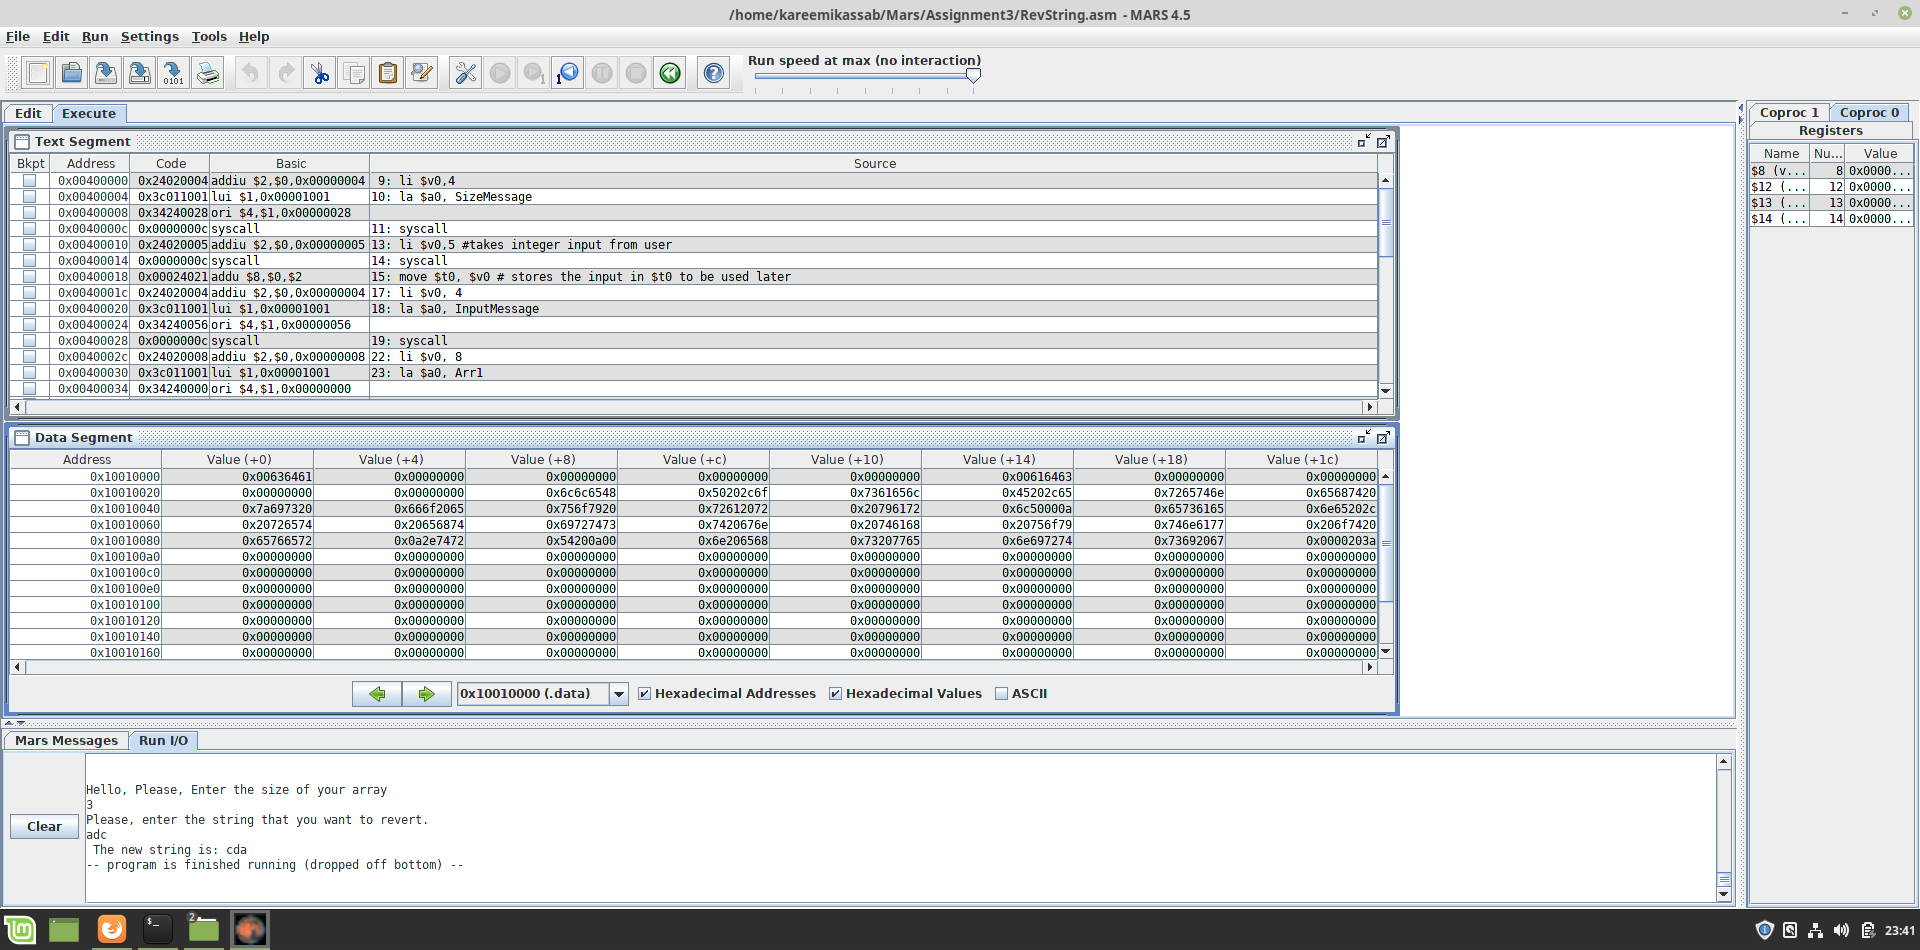 /home/kareemikassab/Mars/Assignment3/RevString.asm - MARS 4.5
File Edit Run Settings Tools Help
Run speed at max (no interaction)
Edit Execute
Text Segment
Bkpt Address Code Basic Source
0x00400000 0x24020004 addiu $2,$0,0x00000004 9: li $v0,4
0x00400004 0x3c011001 lui $1,0x00001001 10: la $a0, SizeMessage
0x00400008 0x34240028 ori $4,$1,0x00000028
0x0040000c 0x0000000c syscall 11: syscall
0x00400010 0x24020005 addiu $2,$0,0x00000005 13: li $v0,5 #takes integer input from user
0x00400014 0x0000000c syscall 14: syscall
0x00400018 0x00024021 addu $8,$0,$2 15: move $t0, $v0 # stores the input in $t0 to be used later
0x0040001c 0x24020004 addiu $2,$0,0x00000004 17: li $v0, 4
0x00400020 0x3c011001 lui $1,0x00001001 18: la $a0, InputMessage
0x00400024 0x34240056 ori $4,$1,0x00000056
0x00400028 0x0000000c syscall 19: syscall
0x0040002c 0x24020008 addiu $2,$0,0x00000008 22: li $v0, 8
0x00400030 0x3c011001 lui $1,0x00001001 23: la $a0, Arr1
0x00400034 0x34240000 ori $4,$1,0x00000000
Data Segment
Address Value (+0) Value (+4) Value (+8) Value (+c) Value (+10) Value (+14) Value (+18) Value (+1c)
0x10010000 0x00636461 0x00000000 0x00000000 0x00000000 0x00000000 0x00616463 0x00000000 0x00000000
0x10010020 0x00000000 0x00000000 0x6c6c6548 0x50202c6f 0x7361656c 0x45202c65 0x7265746e 0x65687420
0x10010040 0x7a697320 0x666f2065 0x756f7920 0x72612072 0x20796172 0x6c50000a 0x65736165 0x6e65202c
0x10010060 0x20726574 0x20656874 0x69727473 0x7420676e 0x20746168 0x20756f79 0x746e6177 0x206f7420
0x10010080 0x65766572 0x0a2e7472 0x54200a00 0x6e206568 0x73207765 0x6e697274 0x73692067 0x0000203a
0x100100a0 0x00000000 0x00000000 0x00000000 0x00000000 0x00000000 0x00000000 0x00000000 0x00000000
0x100100c0 0x00000000 0x00000000 0x00000000 0x00000000 0x00000000 0x00000000 0x00000000 0x00000000
0x100100e0 0x00000000 0x00000000 0x00000000 0x00000000 0x00000000 0x00000000 0x00000000 0x00000000
0x10010100 0x00000000 0x00000000 0x00000000 0x00000000 0x00000000 0x00000000 0x00000000 0x00000000
0x10010120 0x00000000 0x00000000 0x00000000 0x00000000 0x00000000 0x00000000 0x00000000 0x00000000
0x10010140 0x00000000 0x00000000 0x00000000 0x00000000 0x00000000 0x00000000 0x00000000 0x00000000
0x10010160 0x00000000 0x00000000 0x00000000 0x00000000 0x00000000 0x00000000 0x00000000 0x00000000
0x10010000 (.data) Hexadecimal Addresses Hexadecimal Values ASCII
Mars Messages Run I/O
Clear
Hello, Please, Enter the size of your array
3
Please, enter the string that you want to revert.
adc
The new string is: cda
-- program is finished running (dropped off bottom) --
Coproc 1 Coproc 0
Registers
Name Nu... Value
$8 (v... 8 0x0000...
$12 (... 12 0x0000...
$13 (... 13 0x0000...
$14 (... 14 0x0000...
2
23:41